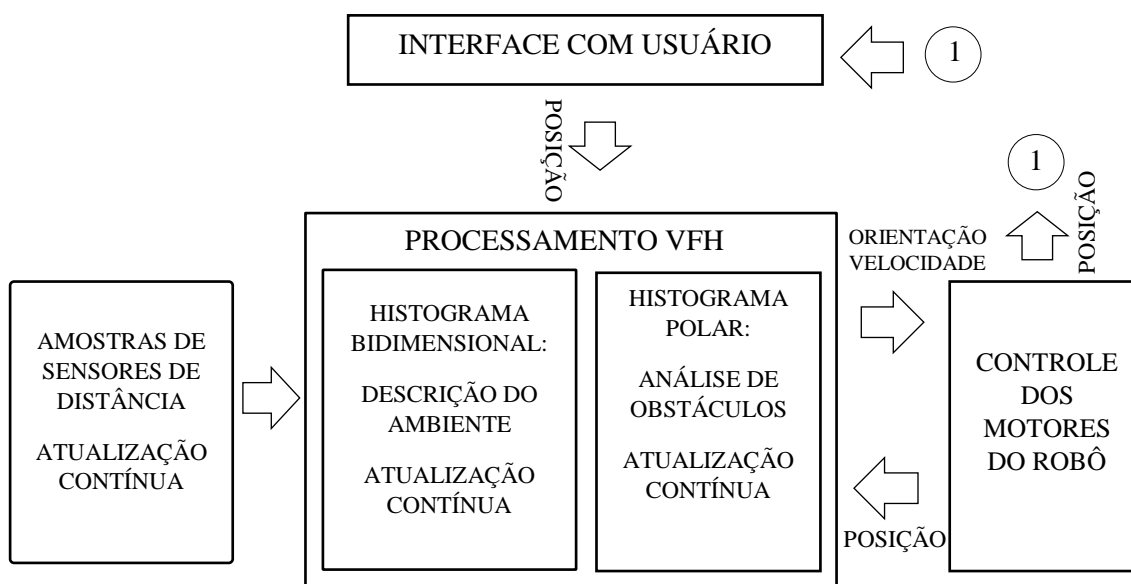 INTERFACE COM USUÁRIO
1
POSIÇÃO
1
POSIÇÃO
PROCESSAMENTO VFH
ORIENTAÇÃO
VELOCIDADE
AMOSTRAS DE
SENSORES DE
DISTÂNCIA
ATUALIZAÇÃO
CONTÍNUA
HISTOGRAMA
BIDIMENSIONAL:
DESCRIÇÃO DO
AMBIENTE
ATUALIZAÇÃO
CONTÍNUA
HISTOGRAMA
POLAR:
ANÁLISE DE
OBSTÁCULOS
ATUALIZAÇÃO
CONTÍNUA
CONTROLE
DOS
MOTORES
DO ROBÔ
POSIÇÃO